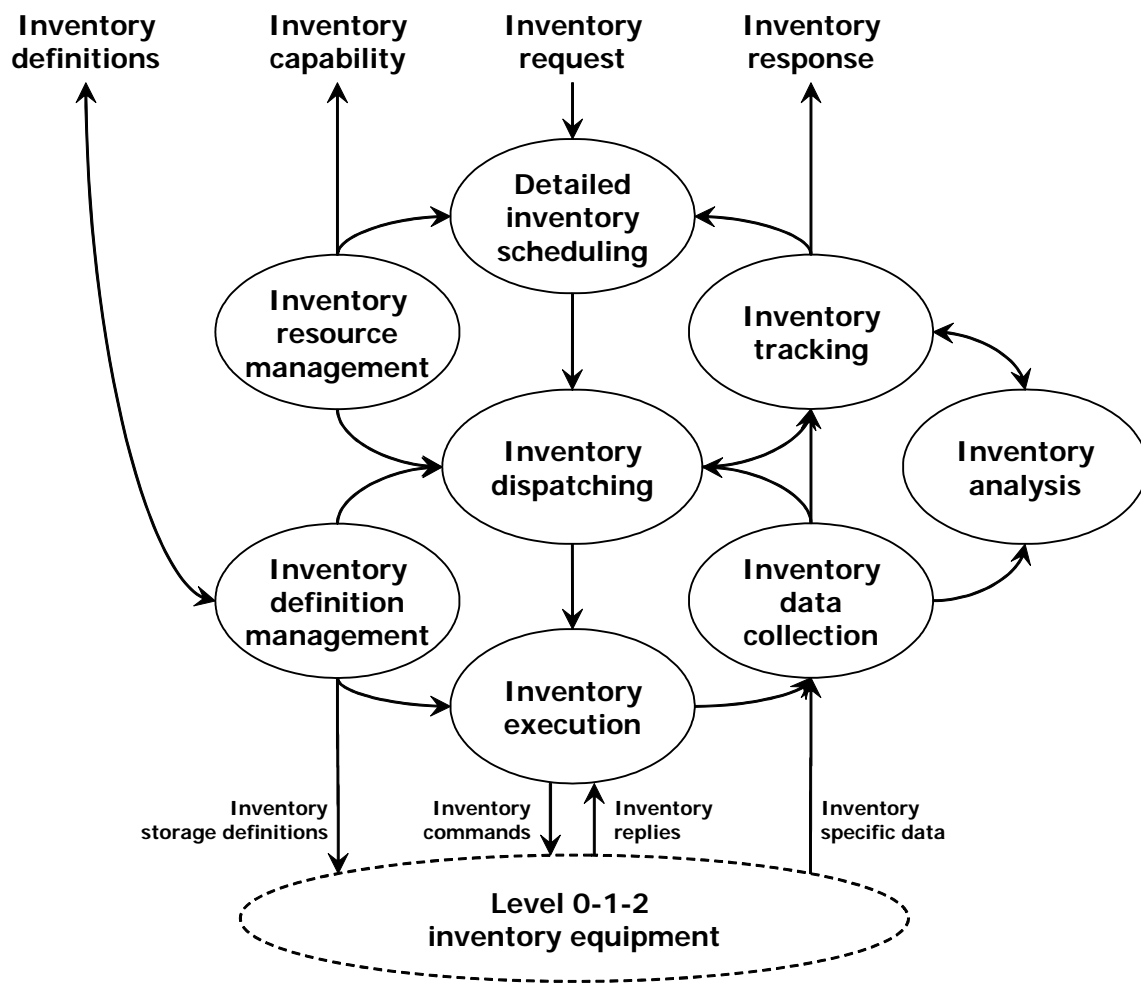 Inventory
definitions
Inventory
capability
Inventory
request
Inventory
response
Detailed
inventory
scheduling
Inventory
resource
management
Inventory
tracking
Inventory
dispatching
Inventory
analysis
Inventory
definition
management
Inventory
data
collection
Inventory
execution
Inventory
storage definitions
Inventory
commands
Inventory
replies
Inventory
specific data
Level 0-1-2
inventory equipment